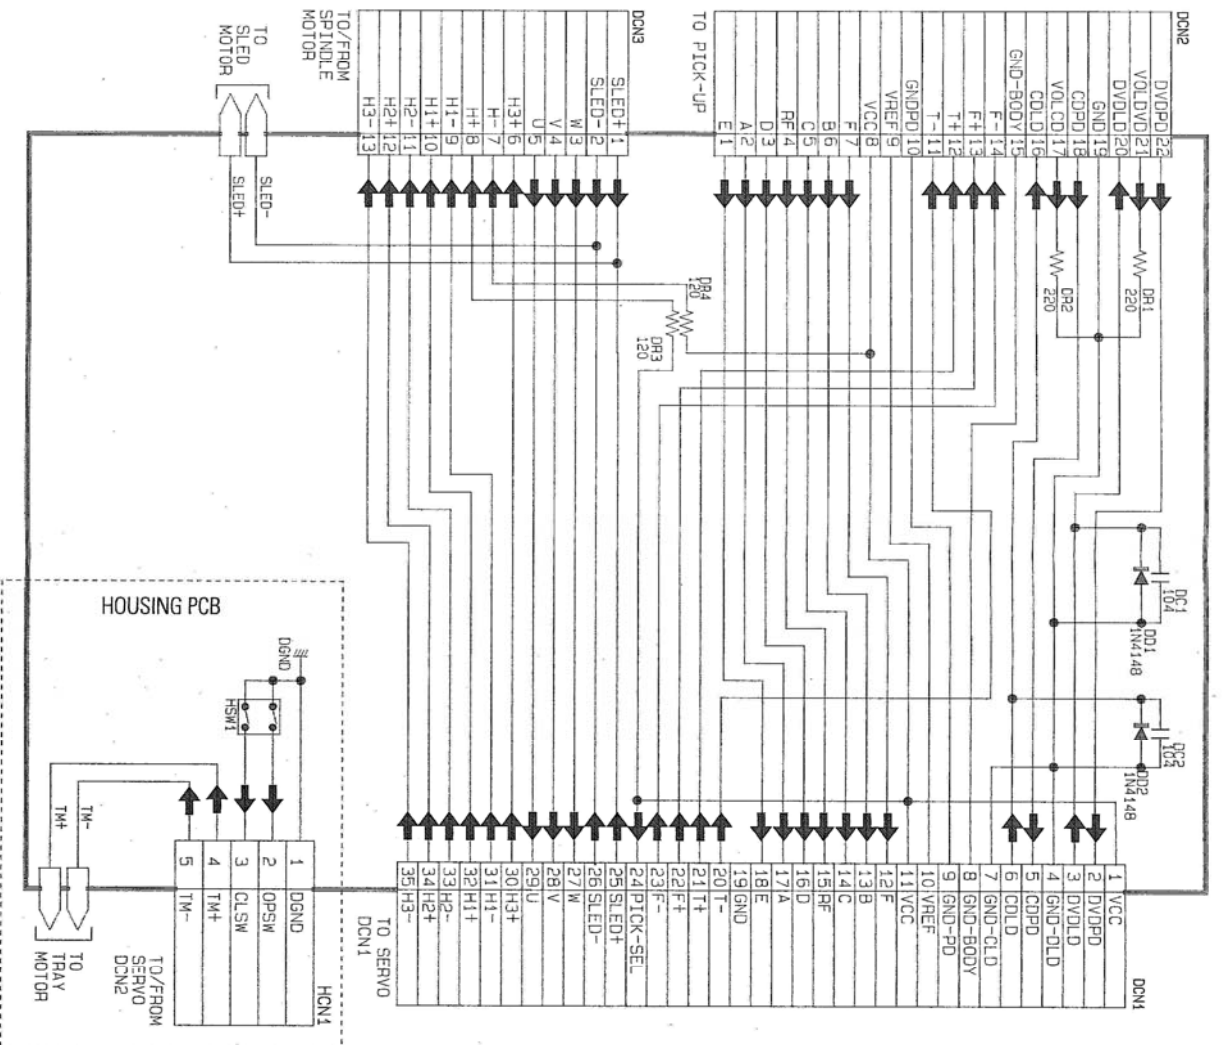 DCN3
TO/FROM
SPINDLE
MOTOR
SLED+ 1
SLED- 2
W 3
V 4
U 5
H3+ 6
H- 7
H+ 8
H1- 9
H1+ 10
H2- 11
H2+ 12
H3- 13
TO
SLED
MOTOR
SLED-
SLED+
DCN2
TO PICK-UP
DVDPD 22
VOLDVD 21
DVDLD 20
GND 19
CDPD 18
VOLCD 17
CDLD 16
GND-BODY 15
F- 14
F+ 13
T+ 12
T- 11
GNDPD 10
VREF 9
VCC 8
F 7
B 6
C 5
RF 4
D 3
A 2
E 1
DR1
220
DR2
220
DR4
120
DR3
120
DC1
104
DD1
1N4148
DC2
104
DD2
1N4148
HOUSING PCB
DGND
HSW1
TM-
TM+
1 DGND
2 OPSW
3 CLSW
4 TM+
5 TM-
HCN1
TO/FROM
SERVO
DCN2
TO
TRAY
MOTOR
DCN1
TO SERVO
DCN1
1 VCC
2 DVDPD
3 DVDLD
4 GND-DLD
5 CDPD
6 CDLD
7 GND-CLD
8 GND-BODY
9 GND-PD
10 VREF
11 VCC
12 F
13 B
14 C
15 RF
16 D
17 A
18 E
19 GND
20 T-
21 T+
22 F+
23 F-
24 PICK-SEL
25 SLED+
26 SLED-
27 W
28 V
29 U
30 H3+
31 H1-
32 H1+
33 H2-
34 H2+
35 H3-